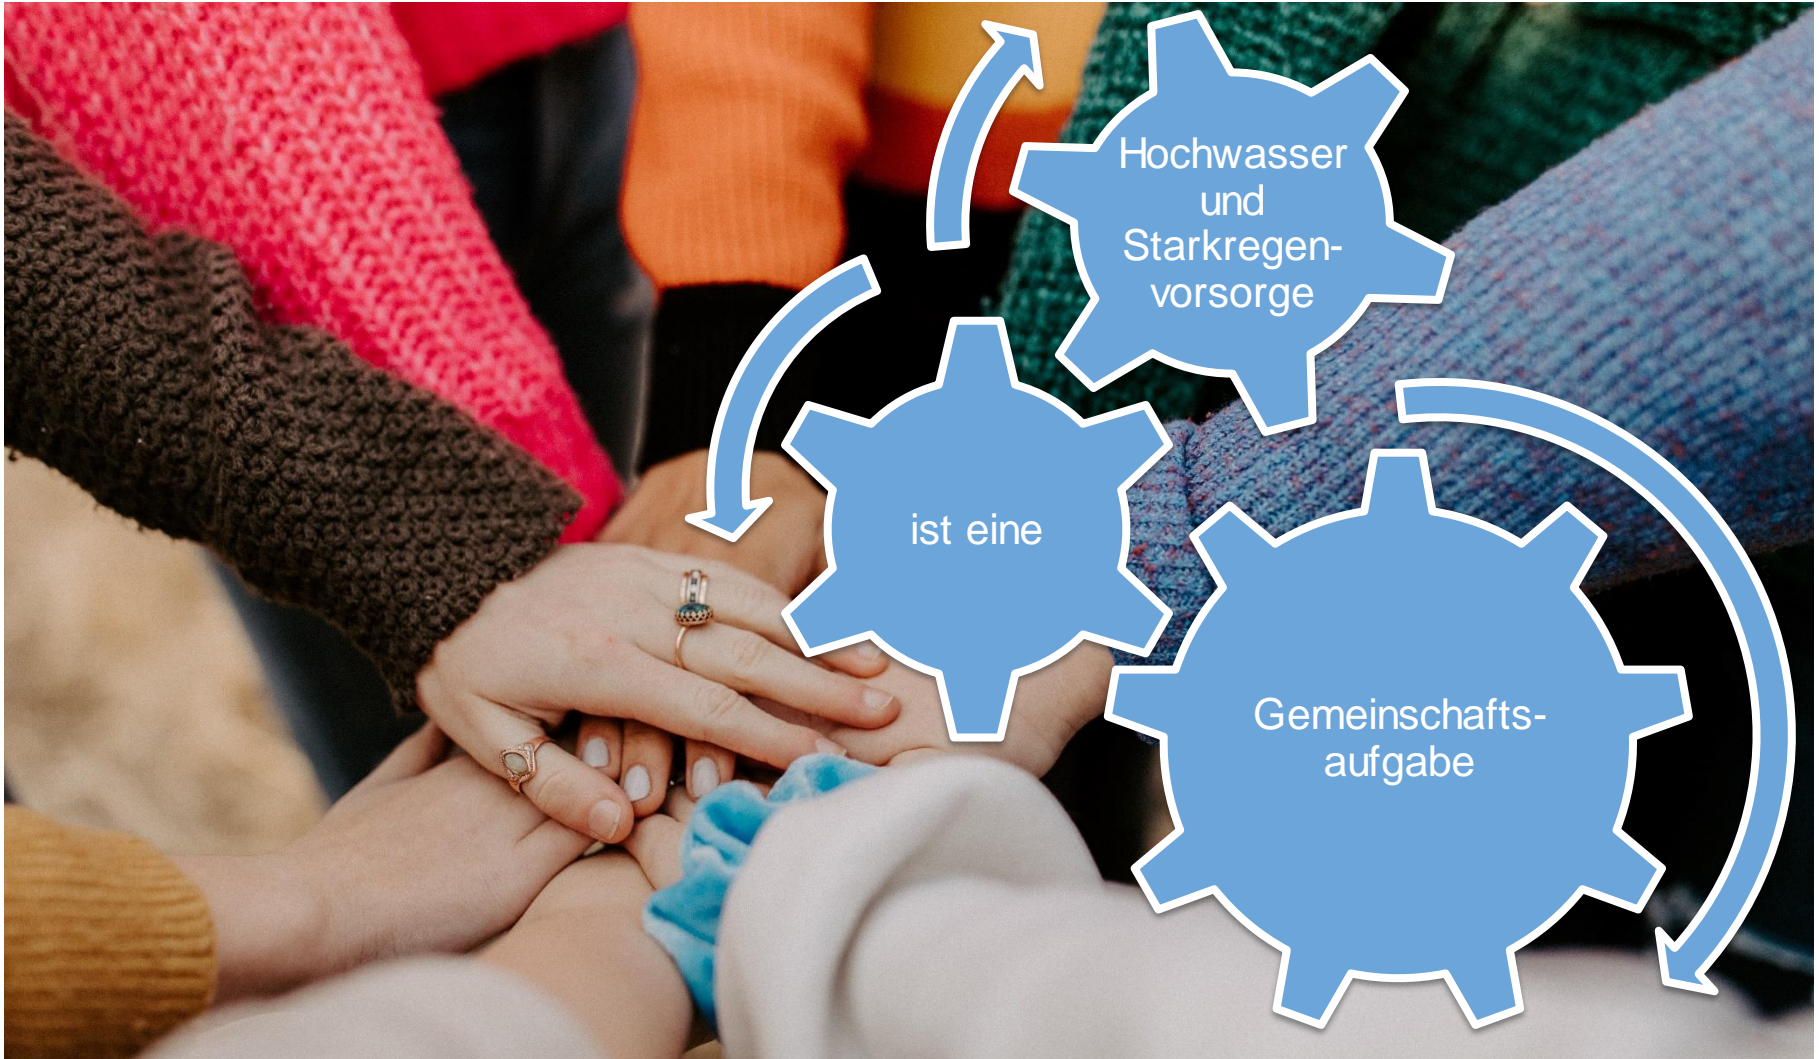 Hochwasser
und
Starkregen-
vorsorge
ist eine
Gemeinschafts-
aufgabe